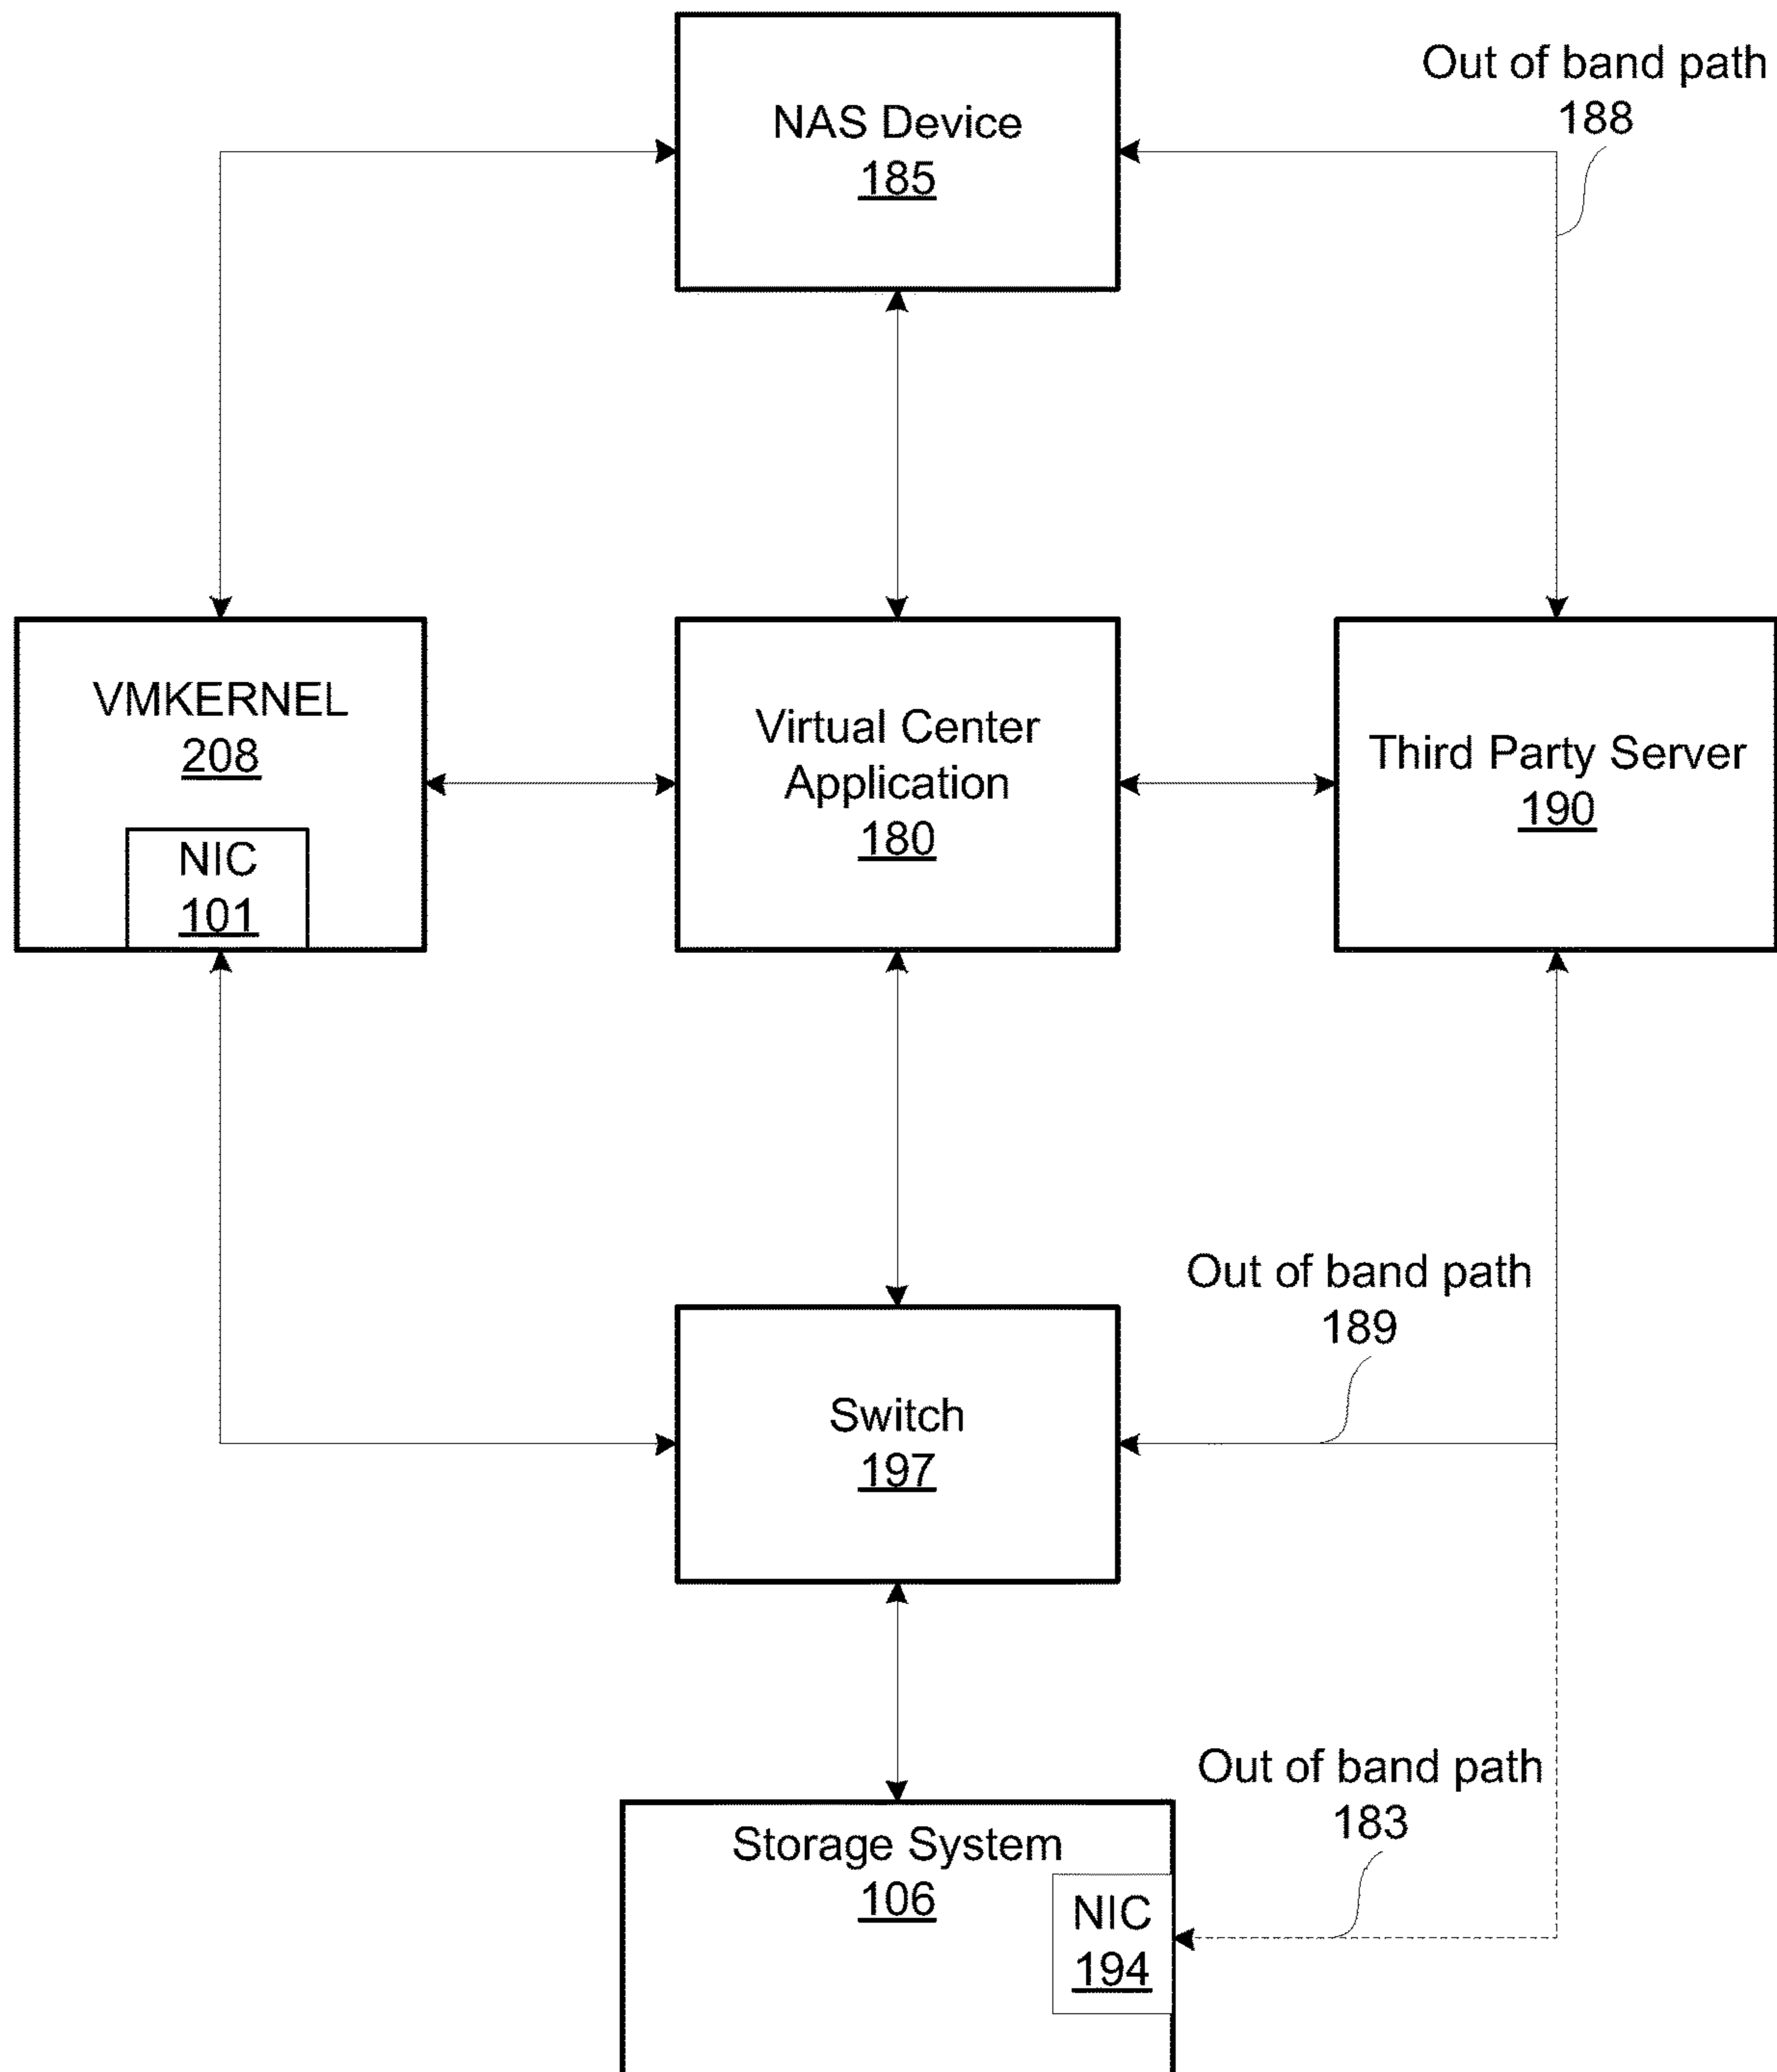 NAS Device
185
Out of band path
188
VMKERNEL
208
NIC
101
Virtual Center
Application
180
Third Party Server
190
Out of band path
189
Switch
197
Out of band path
183
Storage System
106
NIC
194